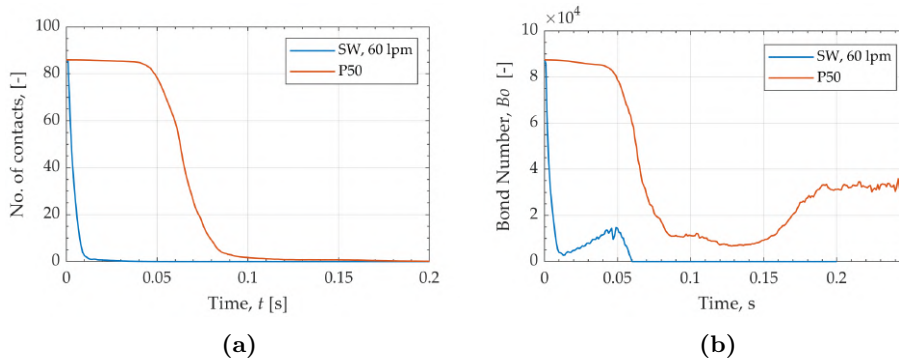 100
80
60
40
20
0
No. of contacts, [-]
SW, 60 lpm
P50
0 0.05 0.1 0.15 0.2
Time, t [s]
(a)
×10⁴
10
8
6
4
2
0
Bond Number, Bo [-]
SW, 60 lpm
P50
0 0.05 0.1 0.15 0.2
Time, s
(b)